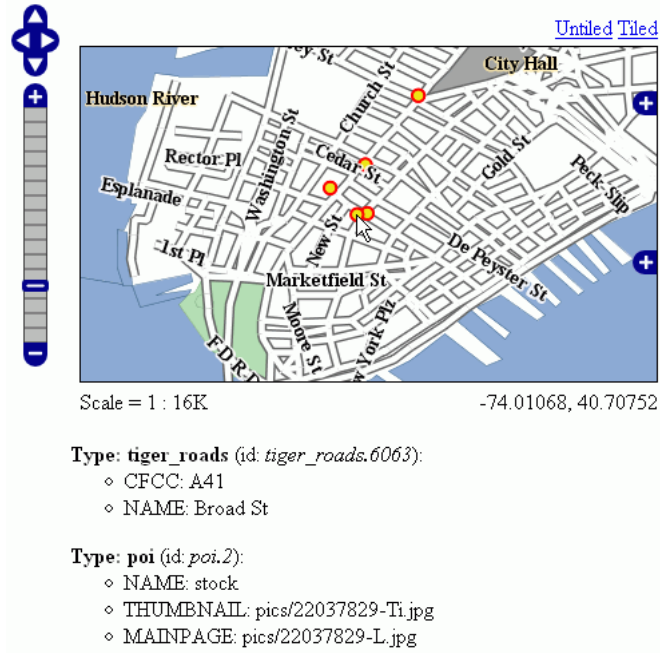 Untiled Tiled
ey-St
City Hall
Hudson River
Church St
Washington-St
Rector Pl
Cedar St
Gold St
Peck-Slip
Esplanade
New St
1st Pl
De Peyster St
Marketfield St
Moore St
w York Plz
F-D-R-D
Scale = 1 : 16K
-74.01068, 40.70752
Type: tiger_roads (id: tiger_roads.6063):
CFCC: A41
NAME: Broad St
Type: poi (id: poi.2):
NAME: stock
THUMBNAIL: pics/22037829-Ti.jpg
MAINPAGE: pics/22037829-L.jpg